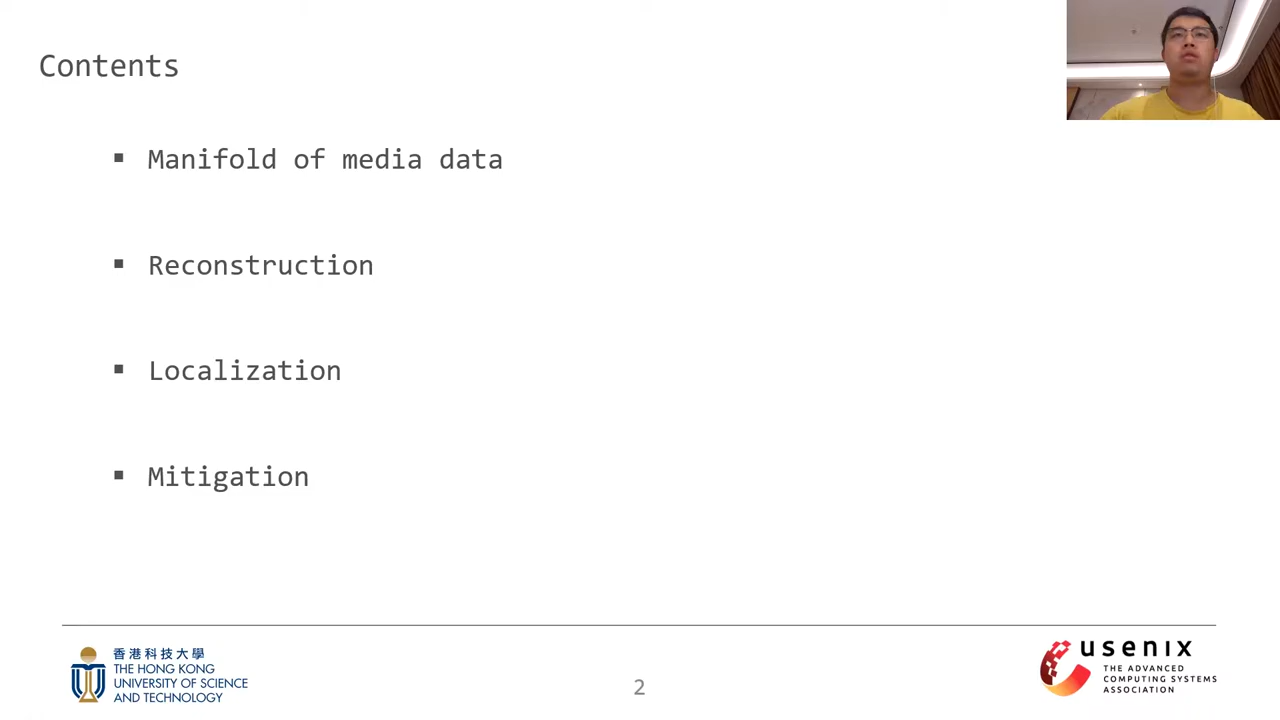 Contents
▪ Manifold of media data
▪ Reconstruction
▪ Localization
▪ Mitigation
香港科技大學
THE HONG KONG
UNIVERSITY OF SCIENCE
AND TECHNOLOGY
2
usenix
THE ADVANCED
COMPUTING SYSTEMS
ASSOCIATION